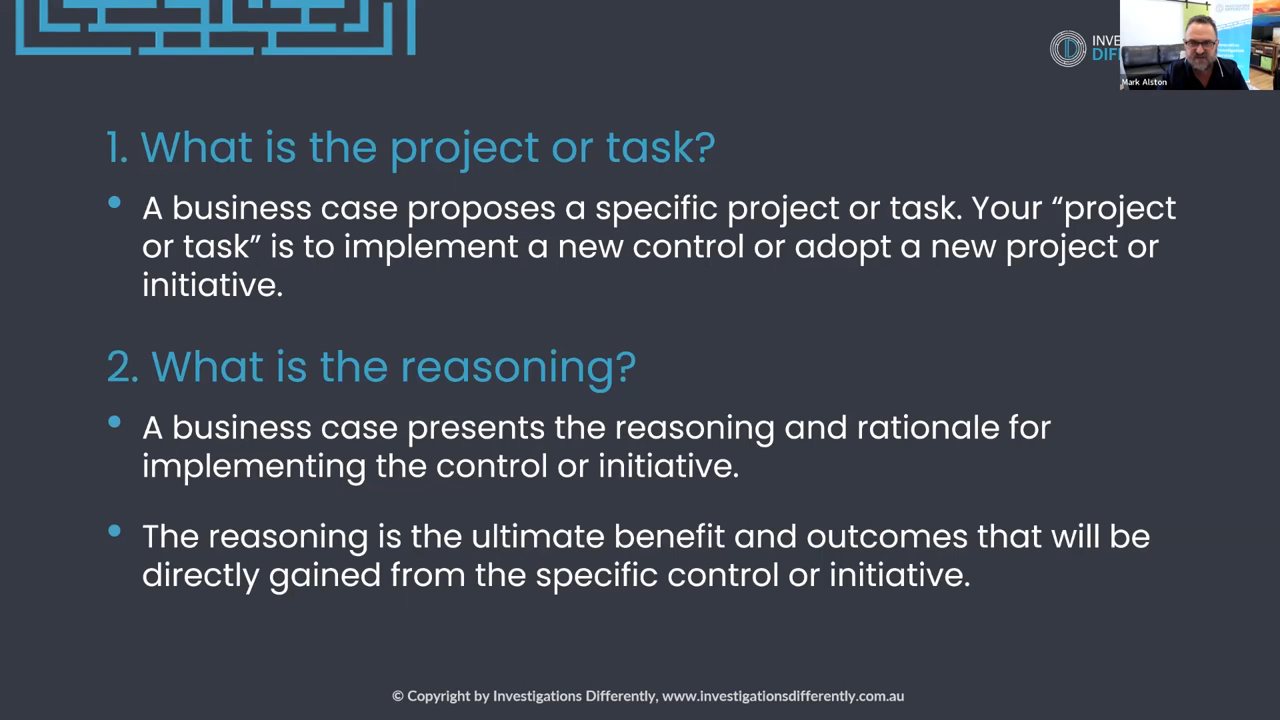 Mark Alston
1. What is the project or task?
• A business case proposes a specific project or task. Your “project
or task” is to implement a new control or adopt a new project or
initiative.
2. What is the reasoning?
• A business case presents the reasoning and rationale for
implementing the control or initiative.
• The reasoning is the ultimate benefit and outcomes that will be
directly gained from the specific control or initiative.
© Copyright by Investigations Differently, www.investigationsdifferently.com.au